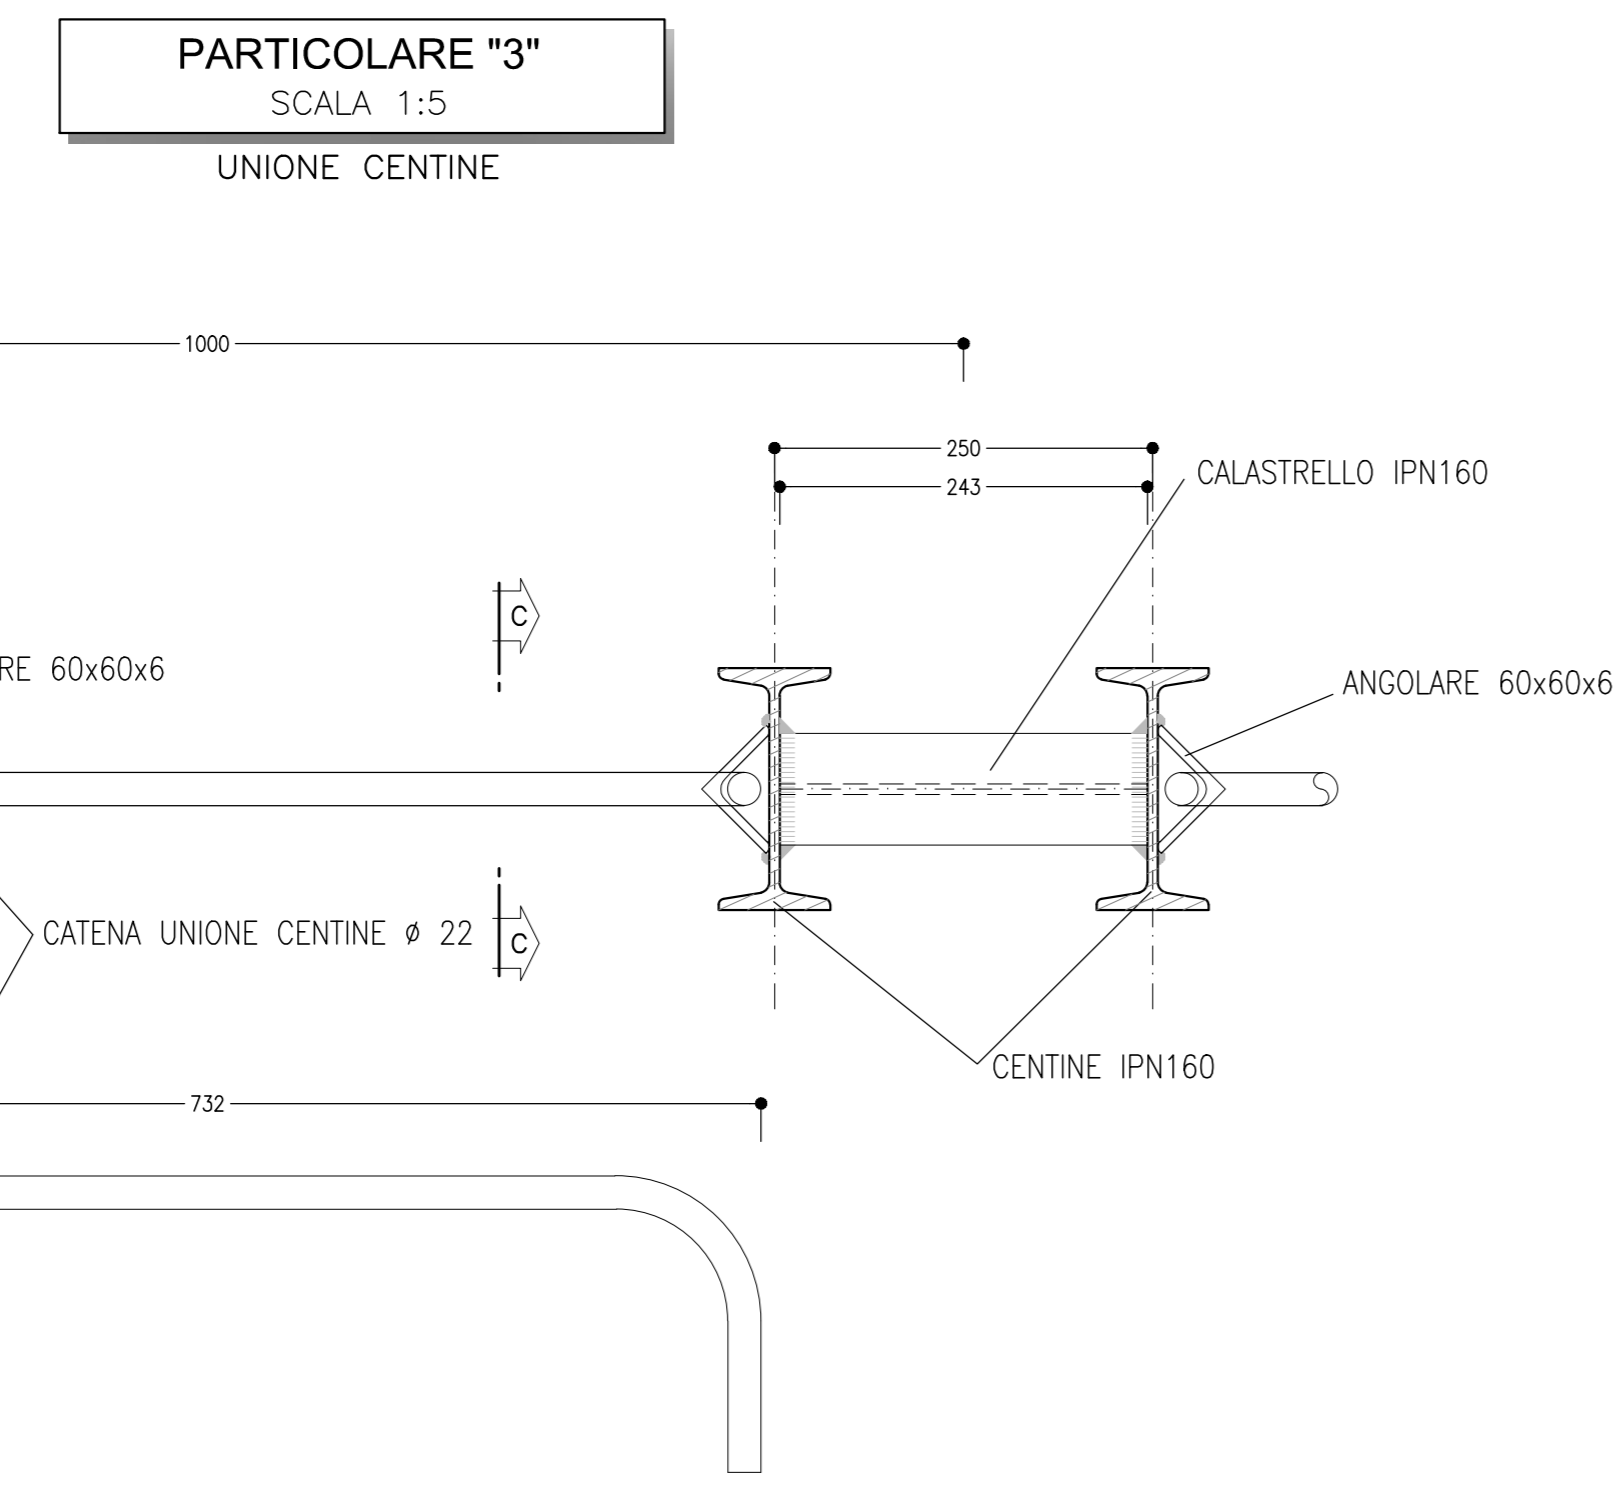 PARTICOLARE "3"
SCALA 1:5
UNIONE CENTINE
1000
250
243
CALASTRELLO IPN160
C
RE 60x60x6
ANGOLARE 60x60x6
CATENA UNIONE CENTINE ø 22
C
CENTINE IPN160
732